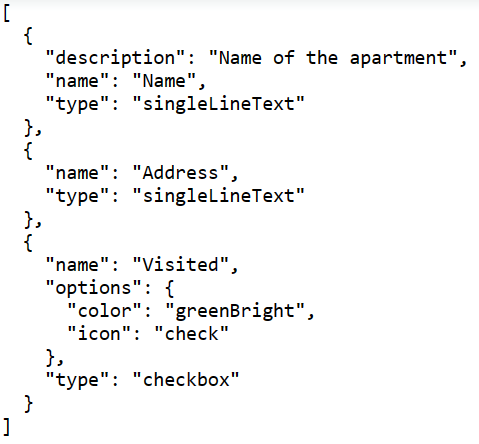 [
  {
    "description": "Name of the apartment",
    "name": "Name",
    "type": "singleLineText"
  },
  {
    "name": "Address",
    "type": "singleLineText"
  },
  {
    "name": "Visited",
    "options": {
      "color": "greenBright",
      "icon": "check"
    },
    "type": "checkbox"
  }
]